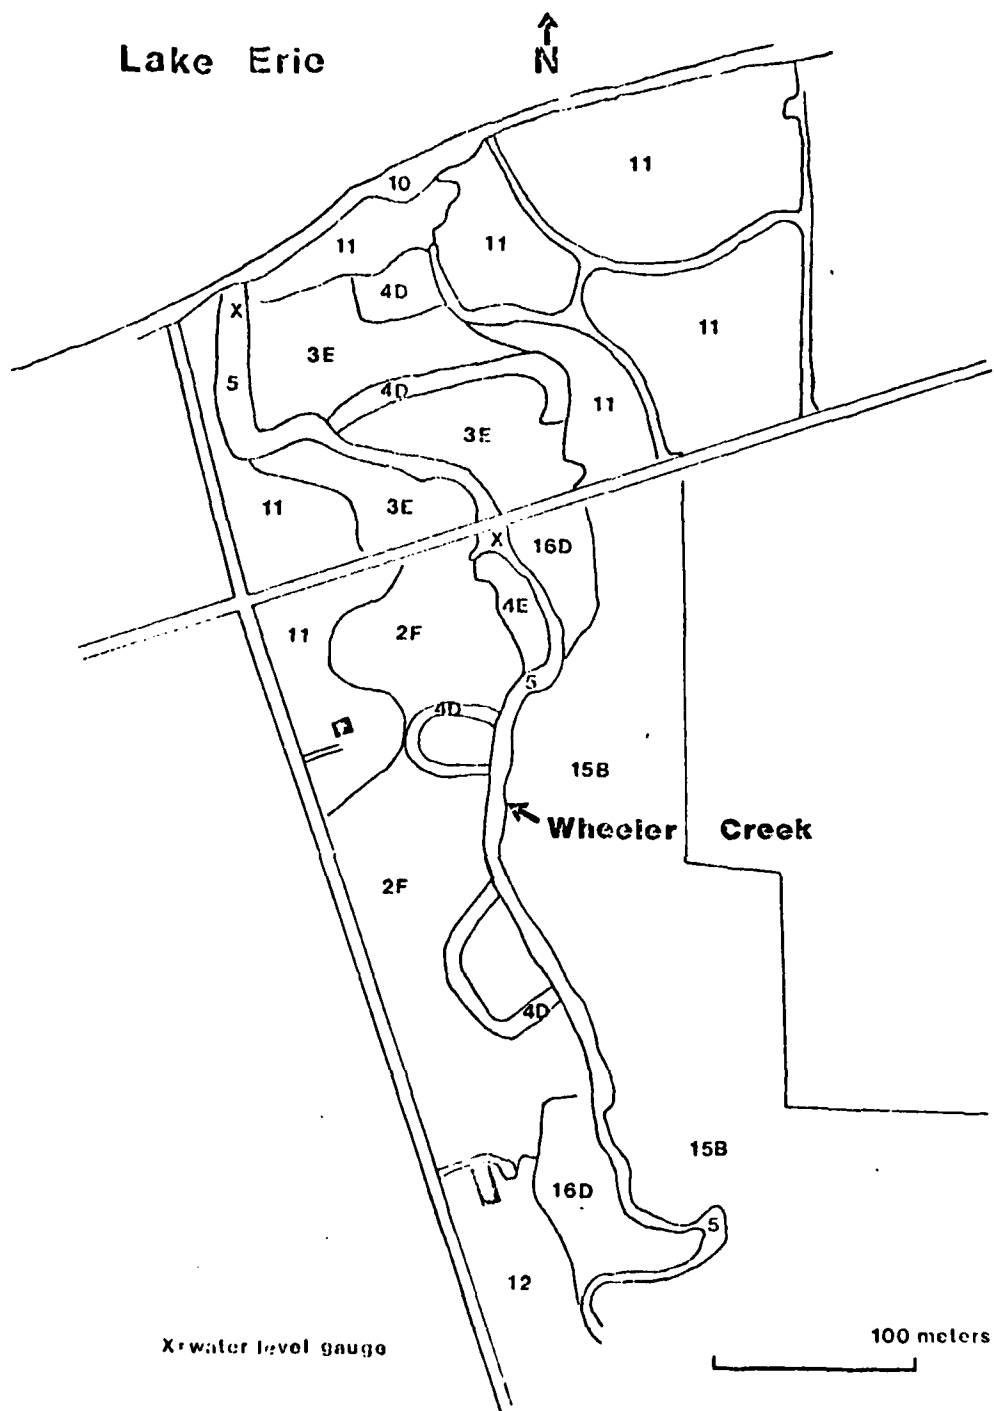 Lake Erie
N
11
10
11
11
4D
X
11
3E
5
4D
11
3E
11
3E
X
16D
4E
11
2F
5
4D
15B
Wheeler Creek
2F
4D
15B
16D
5
12
X=water level gauge
100 meters